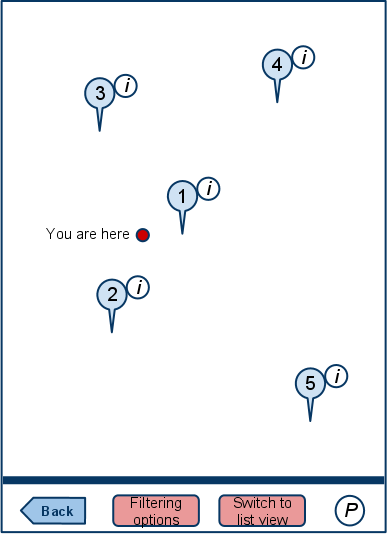 4 i
3 i
1 i
You are here
2 i
5 i
Back
Filtering
options
Switch to
list view
P